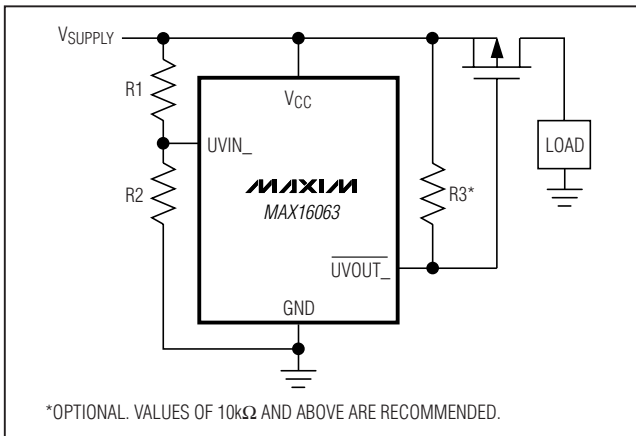 VSUPPLY
R1
VCC
UVIN_
LOAD
R2
MAXIM
MAX16063
R3*
UVOUT_
GND
*OPTIONAL. VALUES OF 10kΩ AND ABOVE ARE RECOMMENDED.